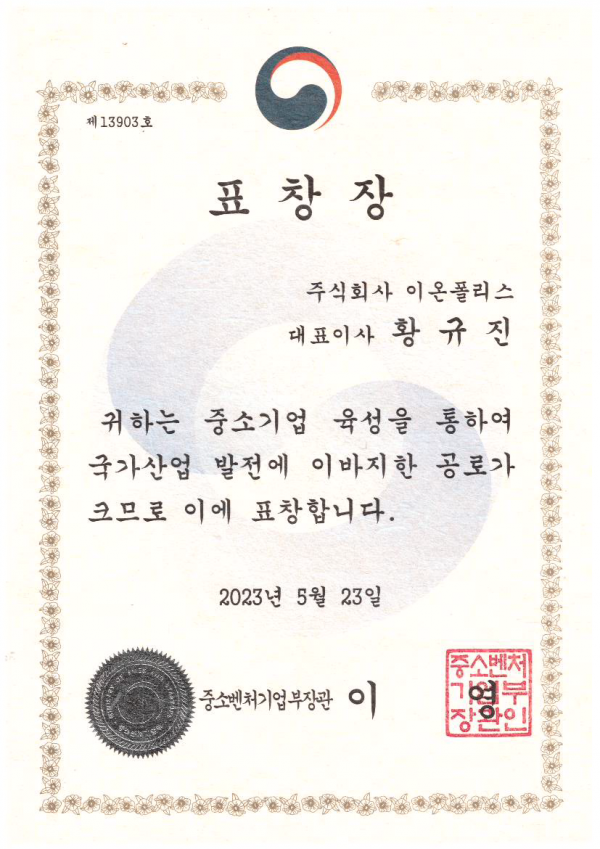 제13903호
표창장
주식회사 이온폴리스
대표이사 황규진
귀하는 중소기업 육성을 통하여
국가산업 발전에 이바지한 공로가
크므로 이에 표창합니다.
2023년 5월 23일
중소벤처기업부장관 이 영
중소벤처
기업부
장관인